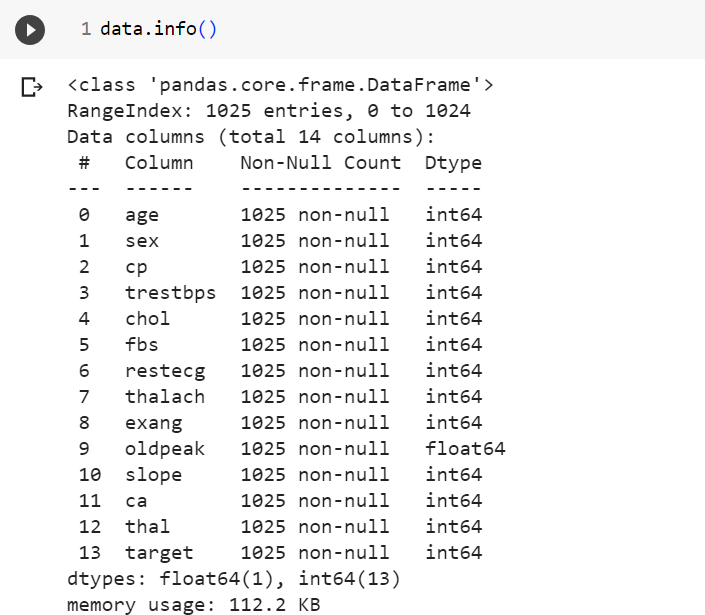 1 data.info()
<class 'pandas.core.frame.DataFrame'>
RangeIndex: 1025 entries, 0 to 1024
Data columns (total 14 columns):
 #   Column    Non-Null Count  Dtype
---  ------    --------------  -----
 0   age       1025 non-null   int64
 1   sex       1025 non-null   int64
 2   cp        1025 non-null   int64
 3   trestbps  1025 non-null   int64
 4   chol      1025 non-null   int64
 5   fbs       1025 non-null   int64
 6   restecg   1025 non-null   int64
 7   thalach   1025 non-null   int64
 8   exang     1025 non-null   int64
 9   oldpeak   1025 non-null   float64
 10  slope     1025 non-null   int64
 11  ca        1025 non-null   int64
 12  thal      1025 non-null   int64
 13  target    1025 non-null   int64
dtypes: float64(1), int64(13)
memory usage: 112.2 KB